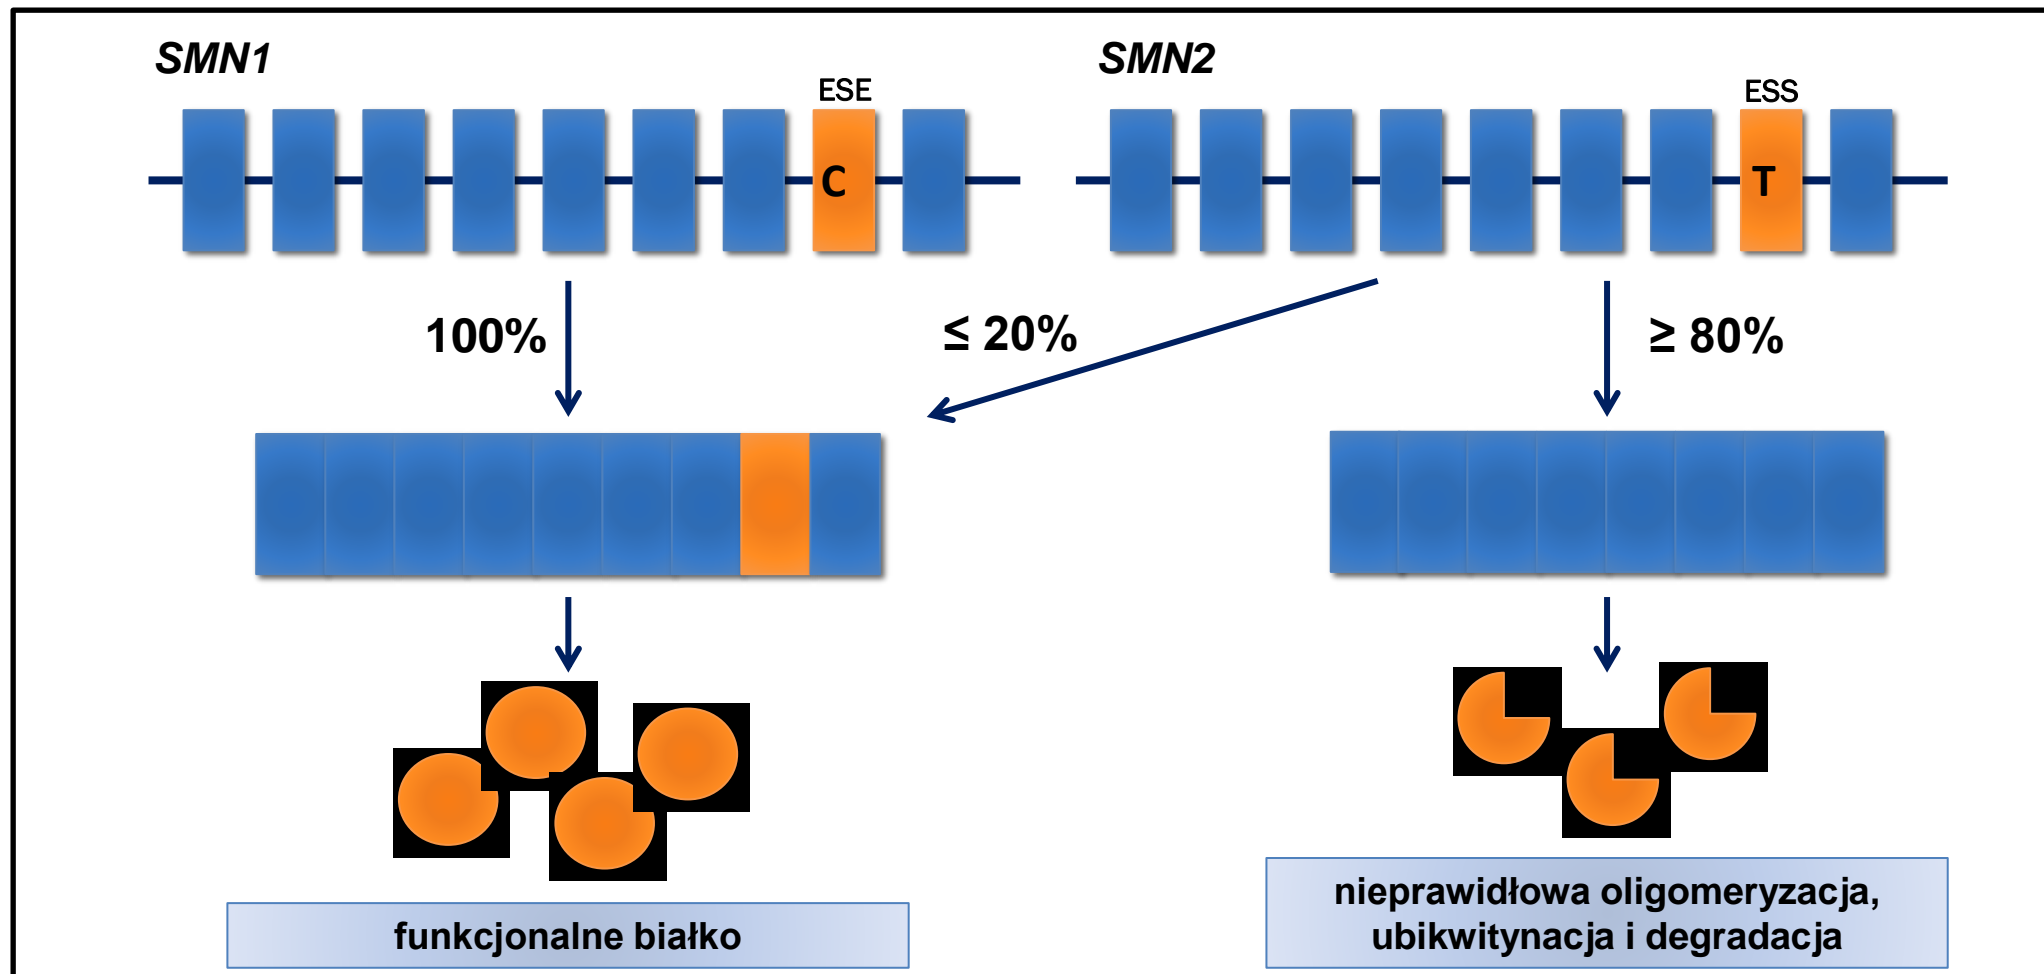 SMN1
SMN2
ESE
ESS
C
T
100%
≤ 20%
≥ 80%
funkcjonalne białko
nieprawidłowa oligomeryzacja,
ubikwitynacja i degradacja